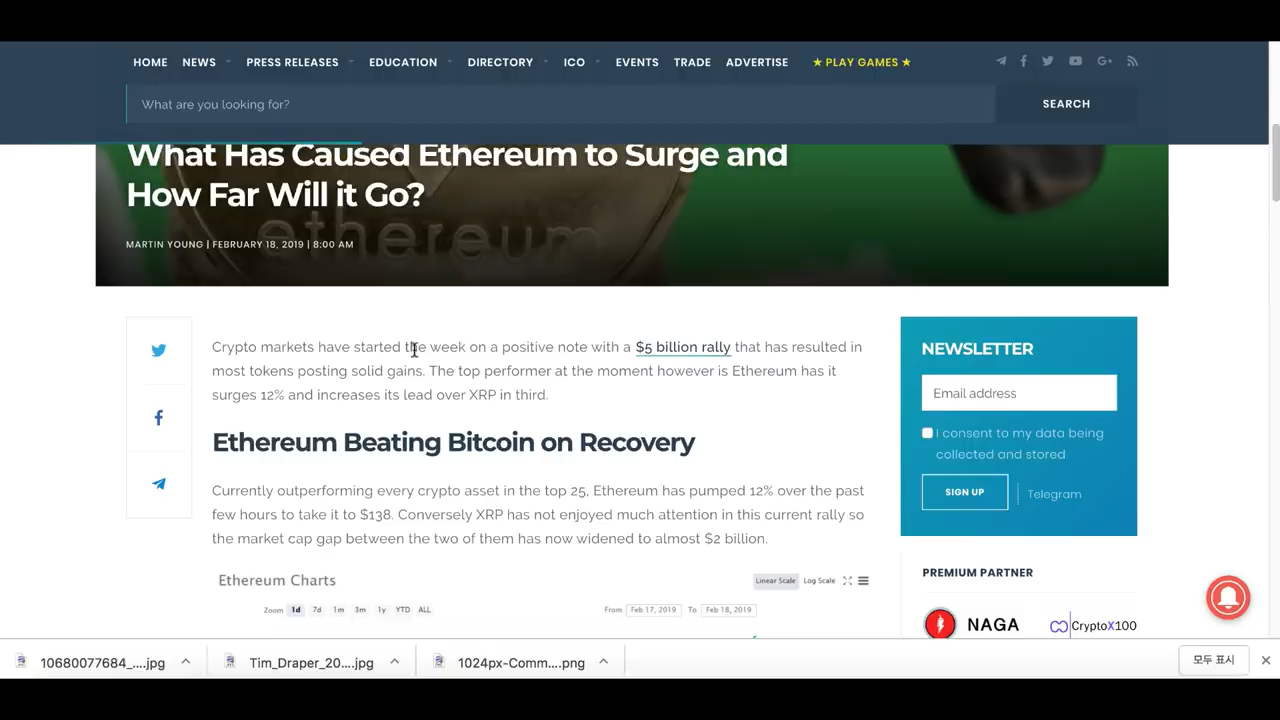 HOME NEWS PRESS RELEASES EDUCATION DIRECTORY ICO EVENTS TRADE ADVERTISE ★ PLAY GAMES ★
What are you looking for? SEARCH
What Has Caused Ethereum to Surge and
How Far Will it Go?
ethereum
MARTIN YOUNG | FEBRUARY 18, 2019 | 8:00 AM
Crypto markets have started the week on a positive note with a $5 billion rally that has resulted in
most tokens posting solid gains. The top performer at the moment however is Ethereum has it
surges 12% and increases its lead over XRP in third.
Ethereum Beating Bitcoin on Recovery
Currently outperforming every crypto asset in the top 25, Ethereum has pumped 12% over the past
few hours to take it to $138. Conversely XRP has not enjoyed much attention in this current rally so
the market cap gap between the two of them has now widened to almost $2 billion.
Ethereum Charts Linear Scale Log Scale
Zoom 1d 7d 1m 3m 1y YTD ALL From Feb 17, 2019 To Feb 18, 2019
NEWSLETTER
Email address
I consent to my data being
collected and stored
SIGN UP Telegram
PREMIUM PARTNER
NAGA CryptoX100
10680077684_....jpg Tim_Draper_20....jpg 1024px-Comm....png 모두 표시